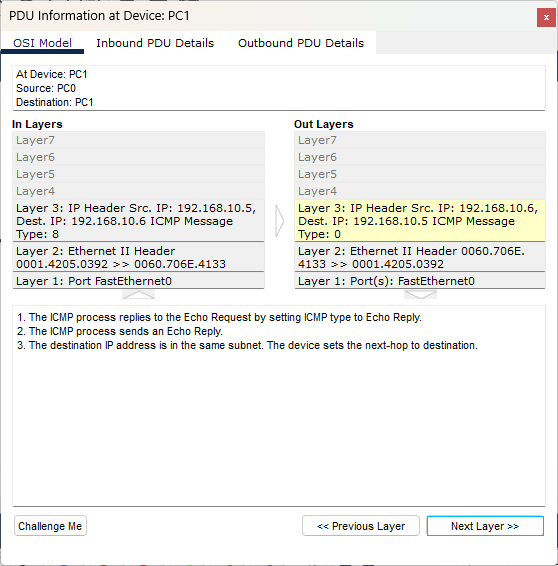 PDU Information at Device: PC1
x
OSI Model
Inbound PDU Details
Outbound PDU Details
At Device: PC1
Source: PC0
Destination: PC1
In Layers
Layer7
Layer6
Layer5
Layer4
Layer 3: IP Header Src. IP: 192.168.10.5,
Dest. IP: 192.168.10.6 ICMP Message
Type: 8
Layer 2: Ethernet II Header
0001.4205.0392 >> 0060.706E.4133
Layer 1: Port FastEthernet0
Out Layers
Layer7
Layer6
Layer5
Layer4
Layer 3: IP Header Src. IP: 192.168.10.6,
Dest. IP: 192.168.10.5 ICMP Message
Type: 0
Layer 2: Ethernet II Header 0060.706E.
4133 >> 0001.4205.0392
Layer 1: Port(s): FastEthernet0
1. The ICMP process replies to the Echo Request by setting ICMP type to Echo Reply.
2. The ICMP process sends an Echo Reply.
3. The destination IP address is in the same subnet. The device sets the next-hop to destination.
Challenge Me
<< Previous Layer
Next Layer >>